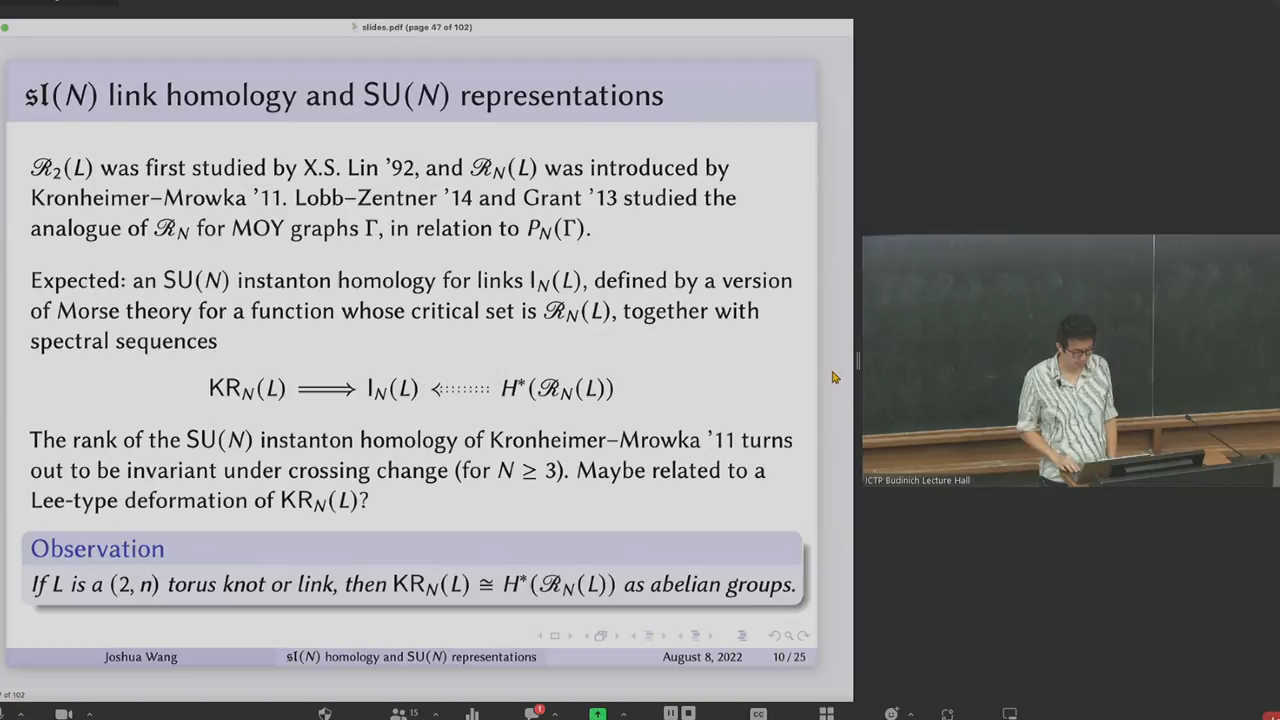 slides.pdf (page 47 of 102)
𝔰𝔩(N) link homology and SU(N) representations
ℛ₂(L) was first studied by X.S. Lin '92, and ℛ_N(L) was introduced by
Kronheimer–Mrowka '11. Lobb–Zentner '14 and Grant '13 studied the
analogue of ℛ_N for MOY graphs Γ, in relation to P_N(Γ).
Expected: an SU(N) instanton homology for links I_N(L), defined by a version
of Morse theory for a function whose critical set is ℛ_N(L), together with
spectral sequences
KR_N(L) ⟹ I_N(L) ⇠ H*(ℛ_N(L))
The rank of the SU(N) instanton homology of Kronheimer–Mrowka '11 turns
out to be invariant under crossing change (for N ≥ 3). Maybe related to a
Lee-type deformation of KR_N(L)?
Observation
If L is a (2, n) torus knot or link, then KR_N(L) ≅ H*(ℛ_N(L)) as abelian groups.
Joshua Wang 𝔰𝔩(N) homology and SU(N) representations August 8, 2022 10/25
7 of 102
ICTP Budinich Lecture Hall
15
1
CC